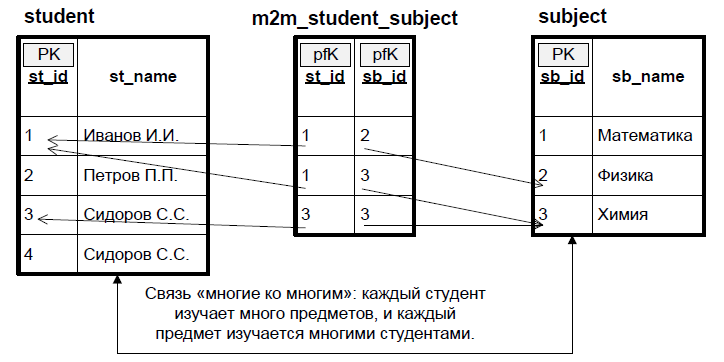 student m2m_student_subject subject
PK pfK pfK PK
st_id st_name st_id sb_id sb_id sb_name
1 Иванов И.И. 1 2 1 Математика
2 Петров П.П. 1 3 2 Физика
3 Сидоров С.С. 3 3 3 Химия
4 Сидоров С.С.
Связь «многие ко многим»: каждый студент
изучает много предметов, и каждый
предмет изучается многими студентами.